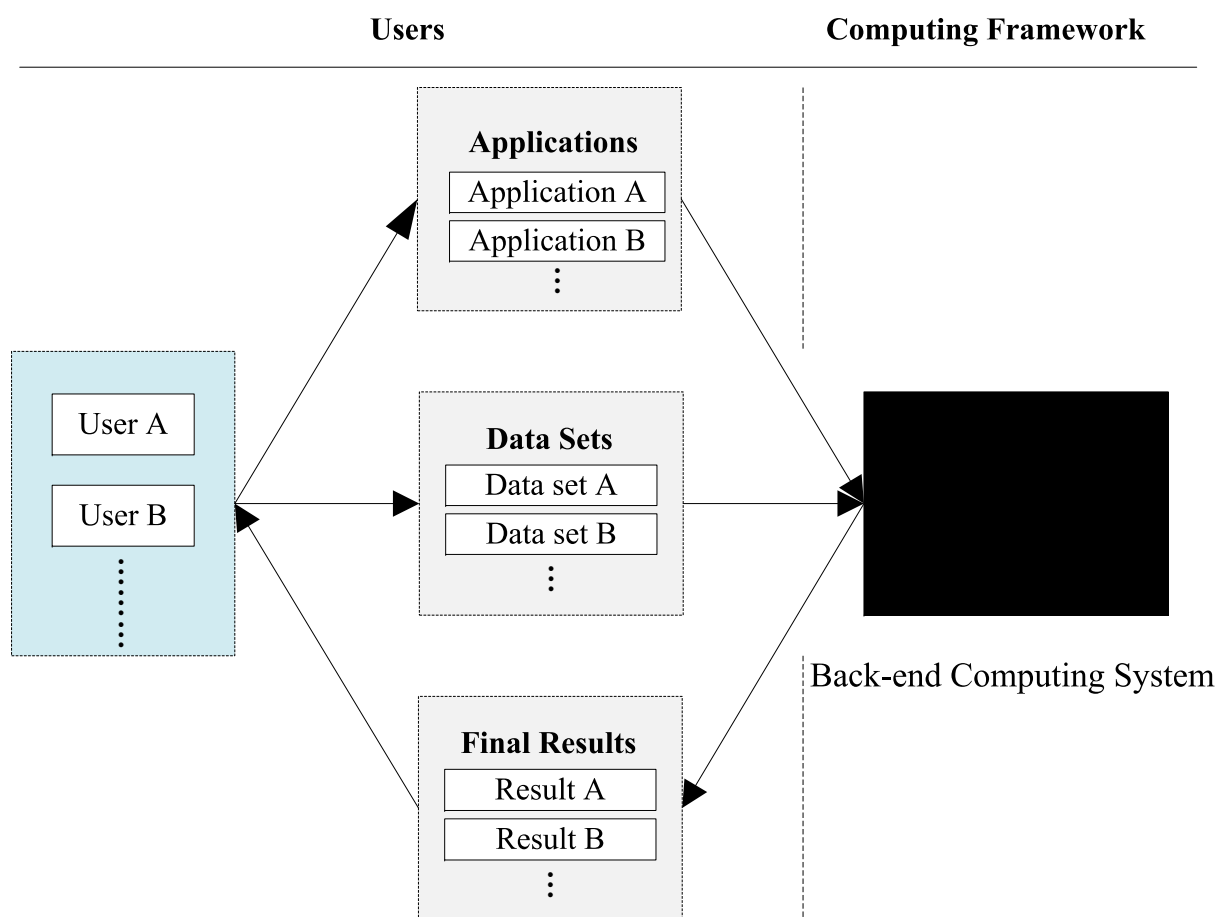 Users
Computing Framework
Applications
Application A
Application B
User A
User B
Data Sets
Data set A
Data set B
Back-end Computing System
Final Results
Result A
Result B